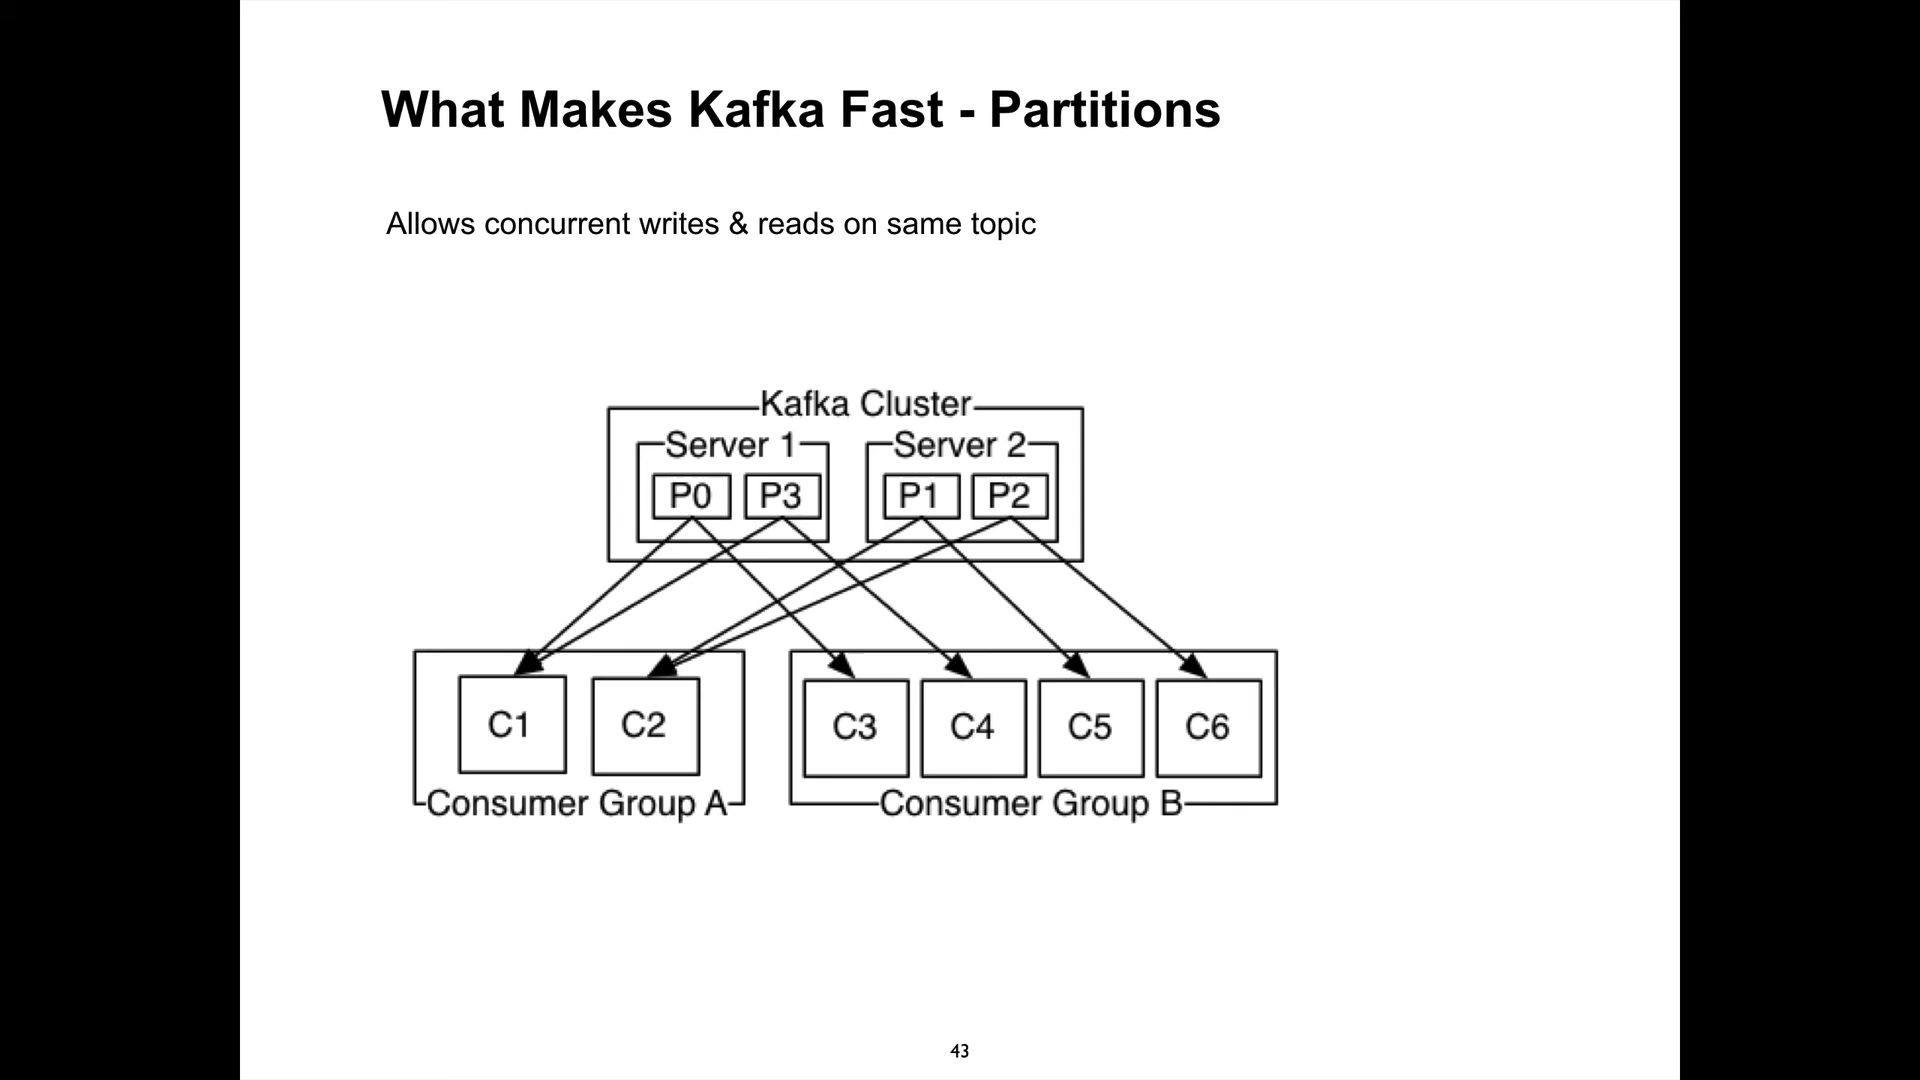 What Makes Kafka Fast - Partitions
Allows concurrent writes & reads on same topic
Kafka Cluster
Server 1
Server 2
P0
P3
P1
P2
C1
C2
C3
C4
C5
C6
Consumer Group A
Consumer Group B
43